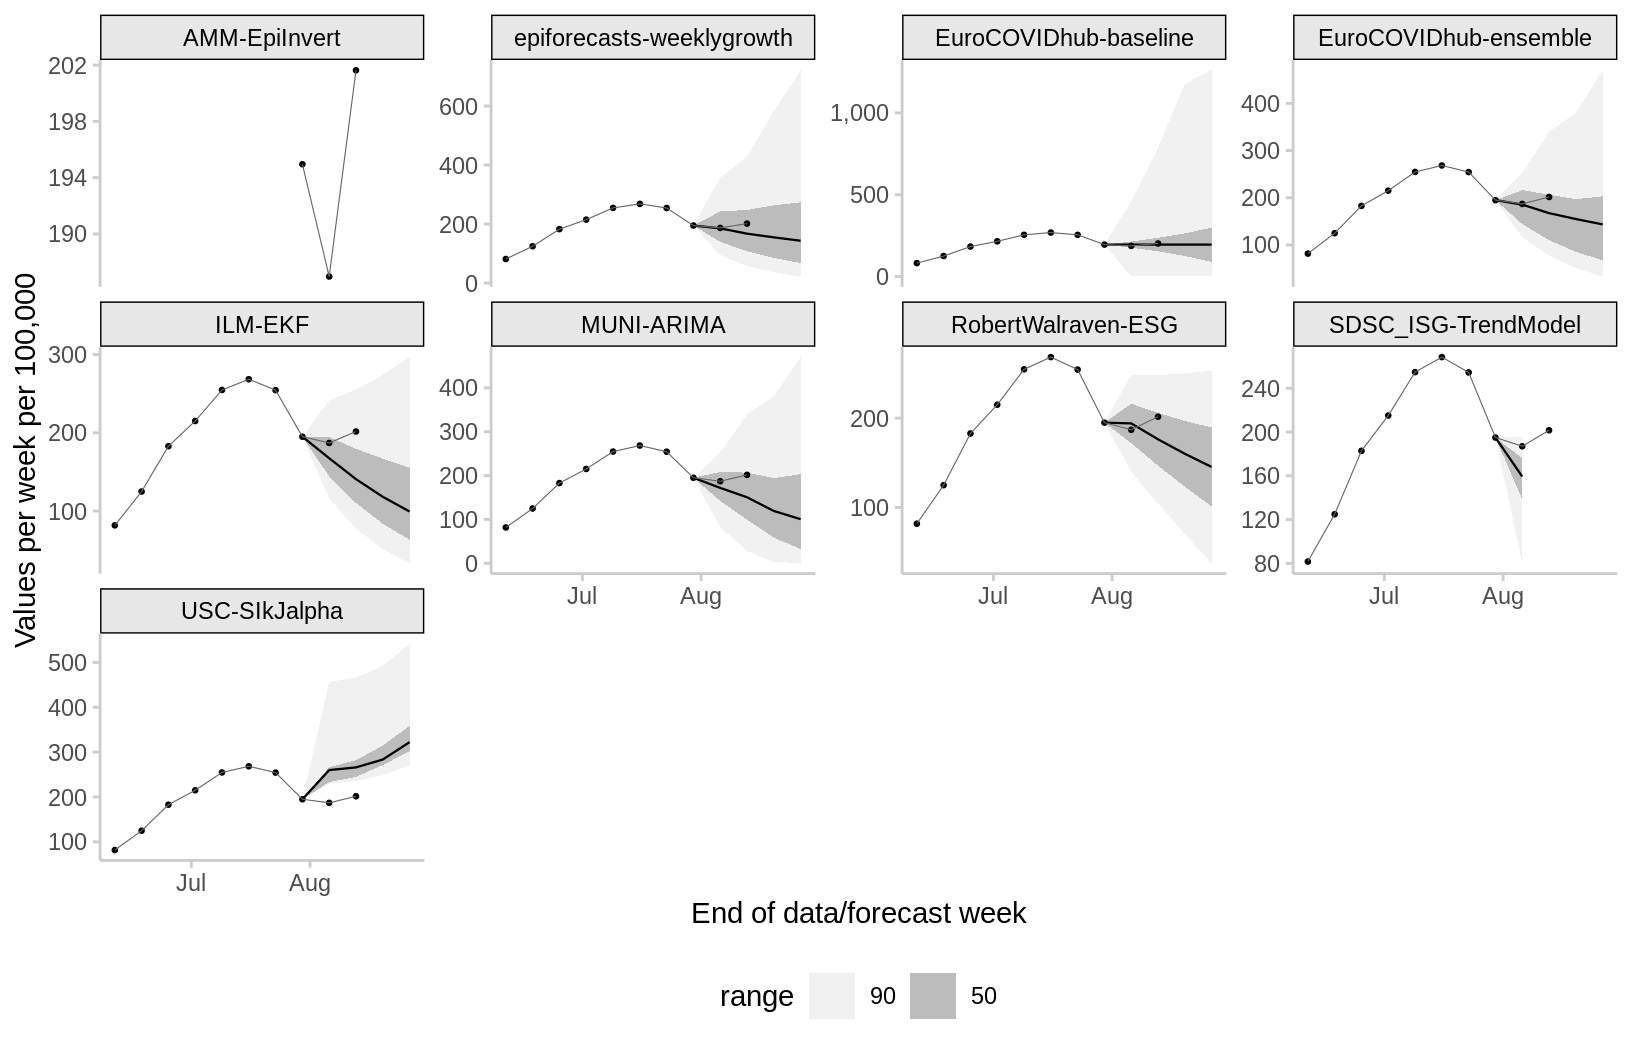 AMM-EpiInvert
epiforecasts-weeklygrowth
EuroCOVIDhub-baseline
EuroCOVIDhub-ensemble
202
198
194
190
600
400
200
0
1,000
500
0
400
300
200
100
Values per week per 100,000
ILM-EKF
MUNI-ARIMA
RobertWalraven-ESG
SDSC_ISG-TrendModel
300
200
100
400
300
200
100
0
200
100
240
200
160
120
80
Jul Aug
Jul Aug
Jul Aug
USC-SIkJalpha
500
400
300
200
100
Jul Aug
End of data/forecast week
range 90 50